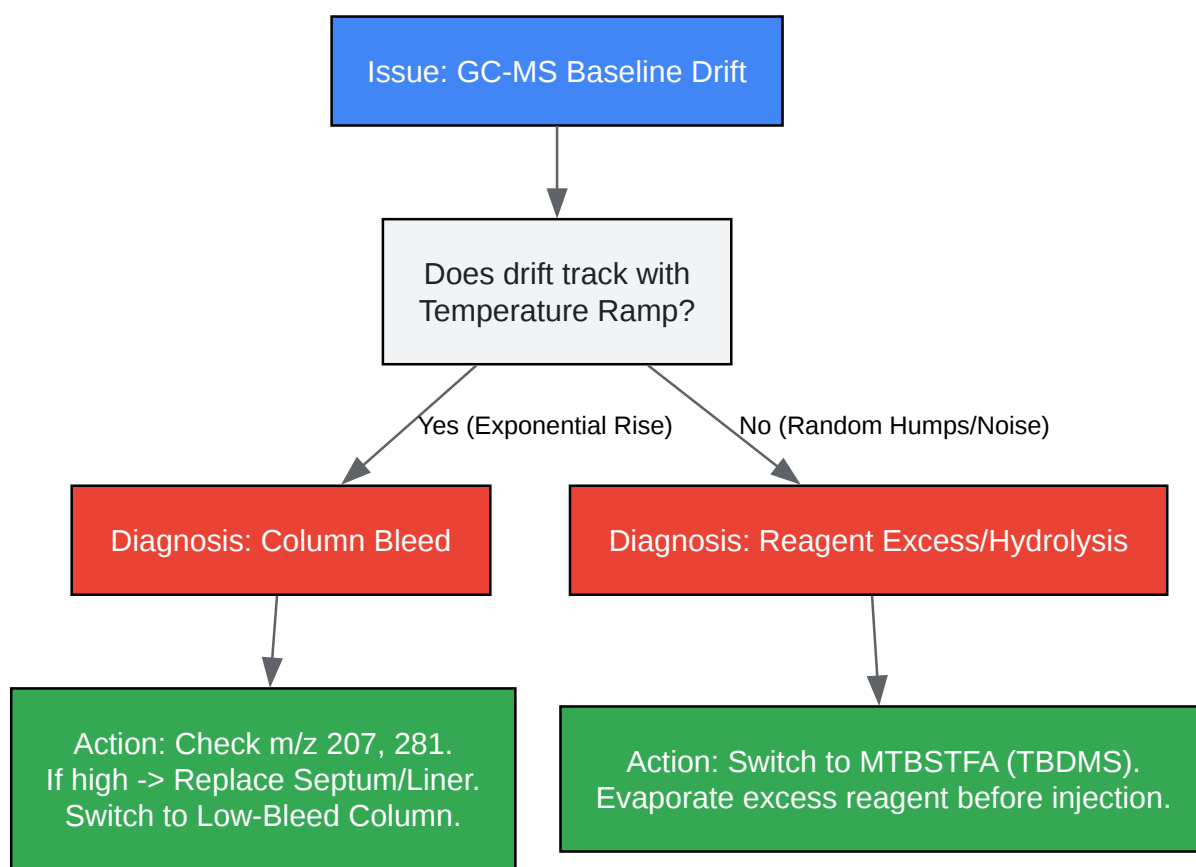 Issue: GC-MS Baseline Drift
Does drift track with
Temperature Ramp?
Yes (Exponential Rise)
No (Random Humps/Noise)
Diagnosis: Column Bleed
Diagnosis: Reagent Excess/Hydrolysis
Action: Check m/z 207, 281.
If high -> Replace Septum/Liner.
Switch to Low-Bleed Column.
Action: Switch to MTBSTFA (TBDMS).
Evaporate excess reagent before injection.